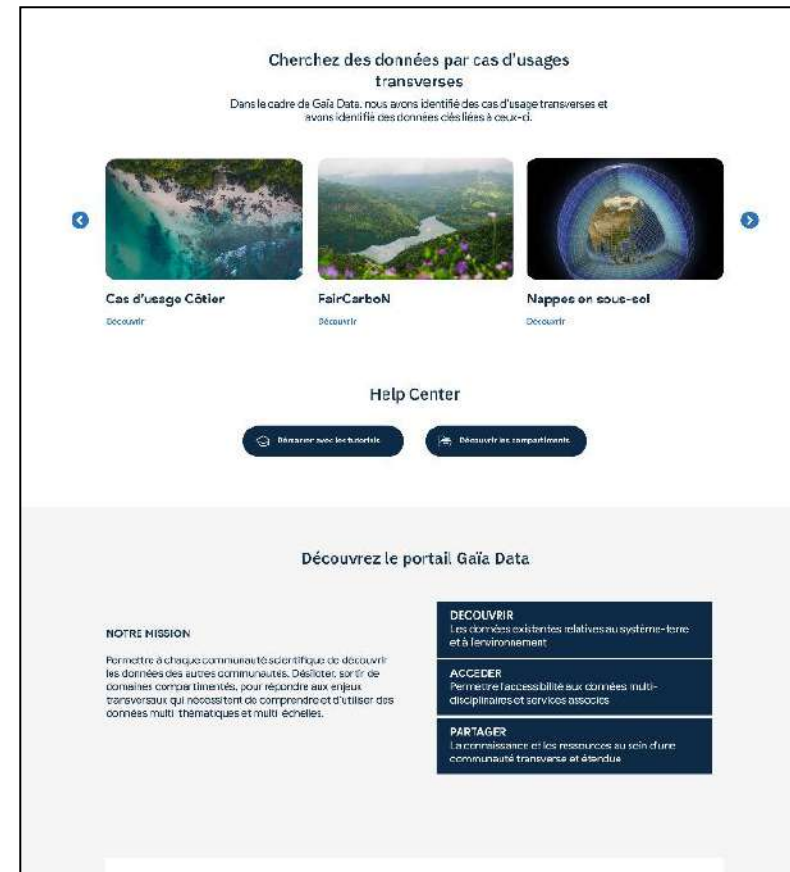 Cherchez des données par cas d'usages
transverses
Dans le cadre de Gaïa Data, nous avons identifié des cas d'usage transverses et
avons identifié des données clés liées à ceux-ci.
Cas d'usage Côtier
FairCarboN
Nappes en sous-sol
Découvrir
Découvrir
Découvrir
Help Center
Démarrer avec les tutoriels
Découvrir les compartiments
Découvrez le portail Gaïa Data
NOTRE MISSION
Permettre à chaque communauté scientifique de découvrir
les données des autres communautés. Désiloter, sortir de
domaines compartimentés, pour répondre aux enjeux
transversaux qui nécessitent de comprendre et d'utiliser des
données multi-thématiques et multi-échelles.
DECOUVRIR
Les données existantes relatives au système-terre
et à l'environnement
ACCEDER
Permettre l'accessibilité aux données multi-
disciplinaires et services associés
PARTAGER
La connaissance et les ressources au sein d'une
communauté transverse et étendue